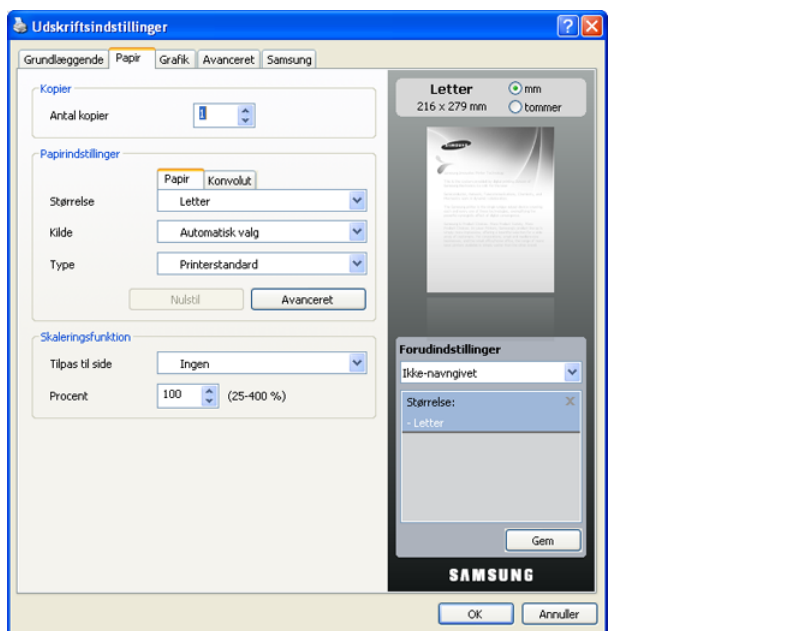 Udskriftsindstillinger
Grundlæggende Papir Grafik Avanceret Samsung
Kopier
Antal kopier 1
Papirindstillinger
Papir Konvolut
Størrelse Letter
Kilde Automatisk valg
Type Printerstandard
Nulstil Avanceret
Skaleringsfunktion
Tilpas til side Ingen
Procent 100 (25-400 %)
Letter mm
216 x 279 mm tommer
SAMSUNG
Forudindstillinger
Ikke-navngivet
Størrelse:
- Letter
Gem
SAMSUNG
OK Annuller